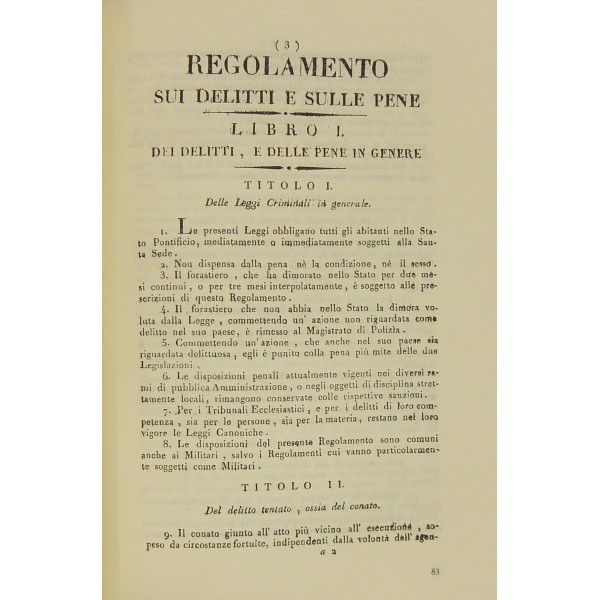 ( 3 )
REGOLAMENTO
SUI DELITTI E SULLE PENE
LIBRO I.
DEI DELITTI , E DELLE PENE IN GENERE
TITOLO I.
Delle Leggi Criminali in generale.
1. Le presenti Leggi obbligano tutti gli abitanti nello Sta-
to Pontificio, mediatamente o immediatamente soggetti alla San-
ta Sede.
2. Non dispensa dalla pena nè la condizione, nè il sesso.
3. Il forastiero , che ha dimorato nello Stato per due me-
si continui , o per tre mesi interpolatamente, è soggetto alle pre-
scrizioni di questo Regolamento.
4. Il forastiero che non abbia nello Stato la dimora vo-
luta dalla Legge , commettendo un' azione non riguardata come
delitto nel suo paese, è rimesso al Magistrato di Polizia.
5. Commettendo un'azione , che anche nel suo paese sia
riguardata delittuosa , egli è punito colla pena più mite delle due
Legislazioni .
6. Le disposizioni penali attualmente vigenti nei diversi ra-
mi di pubblica Amministrazione, o negli oggetti di disciplina stret-
tamente locali, rimangono conservate colle rispettive sanzioni.
7. Per i Tribunali Ecclesiastici , e per i delitti di loro com-
petenza , sia per le persone , sia per la materia, restano nel loro
vigore le Leggi Canoniche .
8. Le disposizioni del presente Regolamento sono comuni
anche ai Militari , salvo i Regolamenti cui vanno particolarmen-
te soggetti come Militari .
TITOLO II.
Del delitto tentato , ossia del conato.
9. Il conato giunto all' atto più vicino all' esecuzione , so-
peso da circostanze fortuite, indipendenti dalla volontà dell'agen-
a 2
83